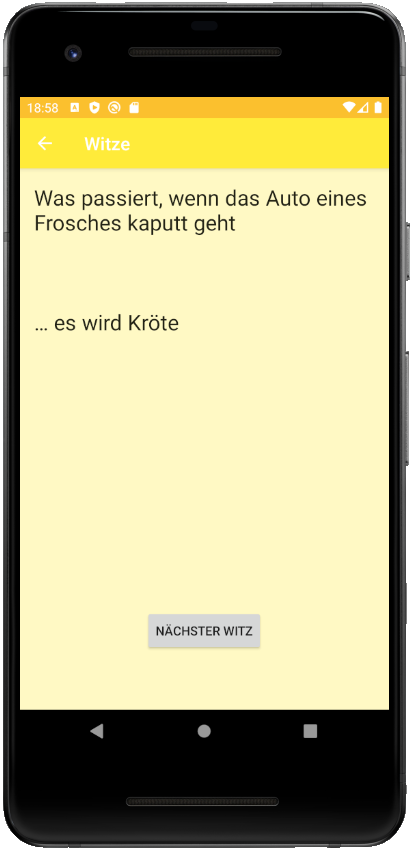 18:58
Witze
Was passiert, wenn das Auto eines
Frosches kaputt geht
… es wird Kröte
NÄCHSTER WITZ